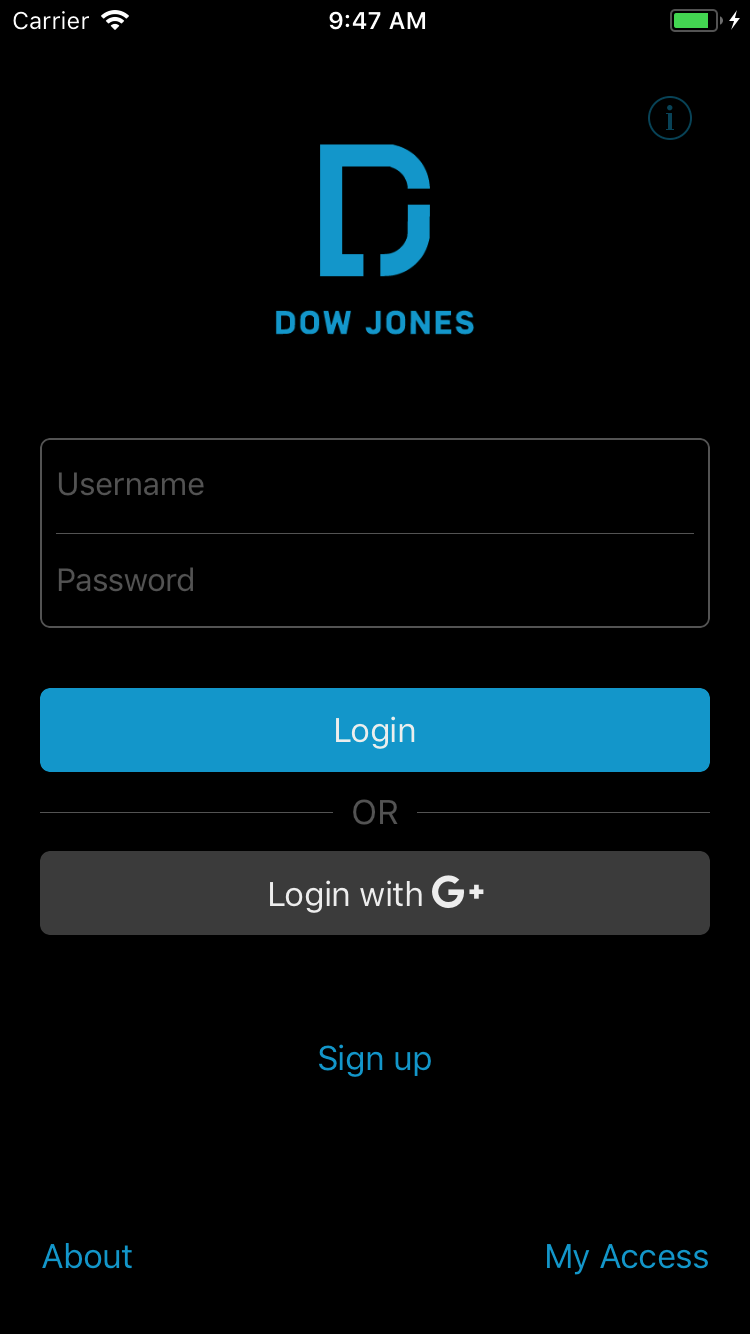 Carrier 9:47 AM
i
DOW JONES
Username
Password
Login
OR
Login with G+
Sign up
About My Access